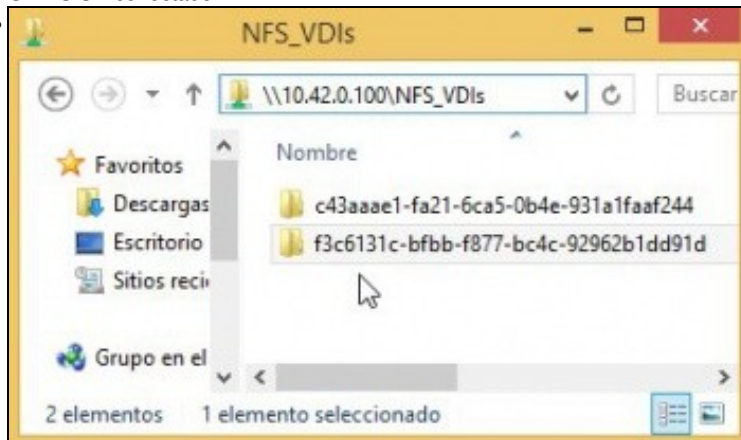 NFS_VDIs
\\10.42.0.100\NFS_VDIs
Buscar
Favoritos
Nombre
Descargas
c43aaae1-fa21-6ca5-0b4e-931a1faaf244
Escritorio
f3c6131c-bfbb-f877-bc4c-92962b1dd91d
Sitios reci
Grupo en el
2 elementos
1 elemento seleccionado